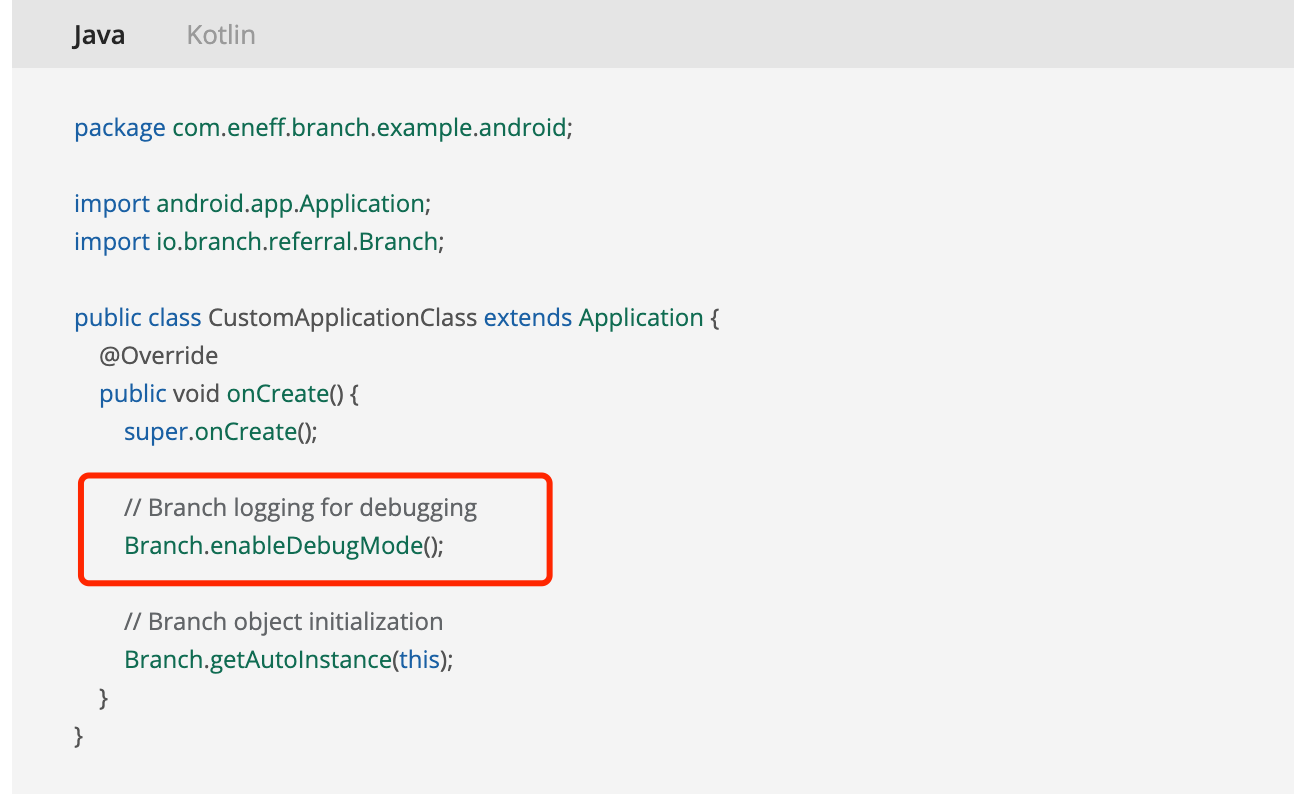 Java Kotlin
package com.eneff.branch.example.android;
import android.app.Application;
import io.branch.referral.Branch;
public class CustomApplicationClass extends Application {
@Override
public void onCreate() {
super.onCreate();
// Branch logging for debugging
Branch.enableDebugMode();
// Branch object initialization
Branch.getAutoInstance(this);
}
}